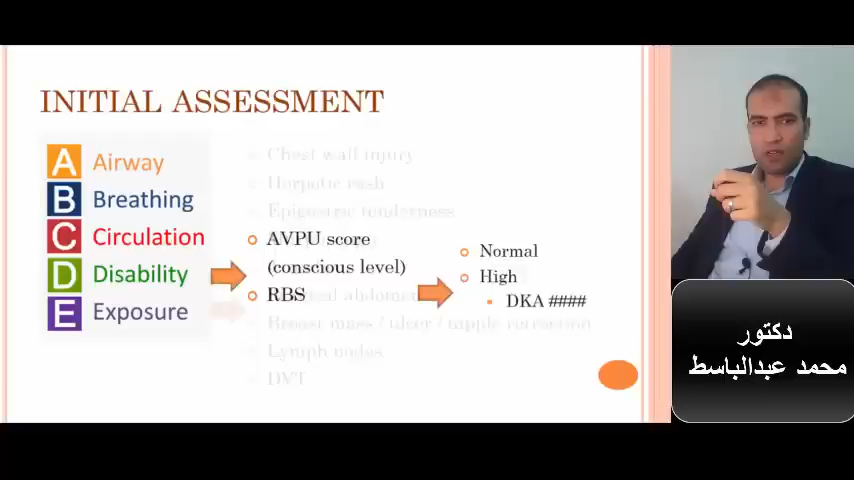 INITIAL ASSESSMENT
A Airway
B Breathing
C Circulation
D Disability
E Exposure
Chest wall injury
Herpetic rash
Epigastric tenderness
AVPU score
(conscious level)
RBS
abdomen
Breast mass / ulcer / nipple retraction
Lymph nodes
DVT
Normal
High
DKA ####
دكتور
محمد عبدالباسط